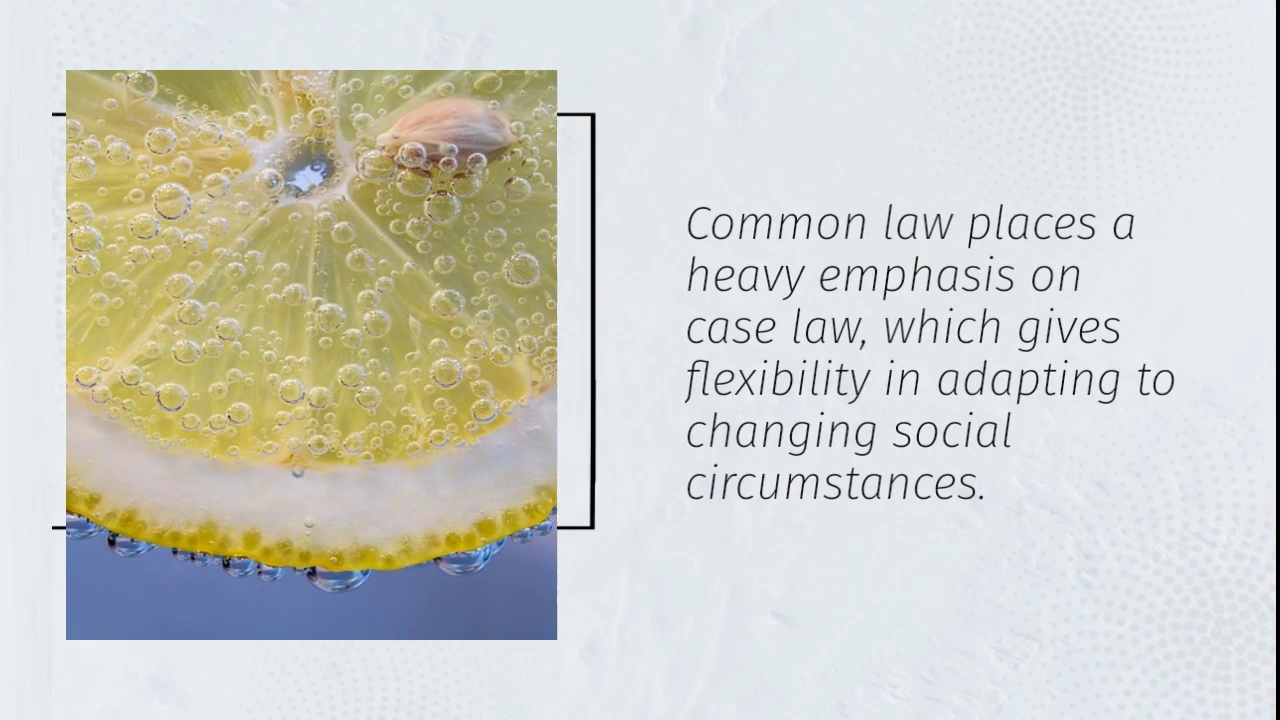 Common law places a
heavy emphasis on
case law, which gives
flexibility in adapting to
changing social
circumstances.